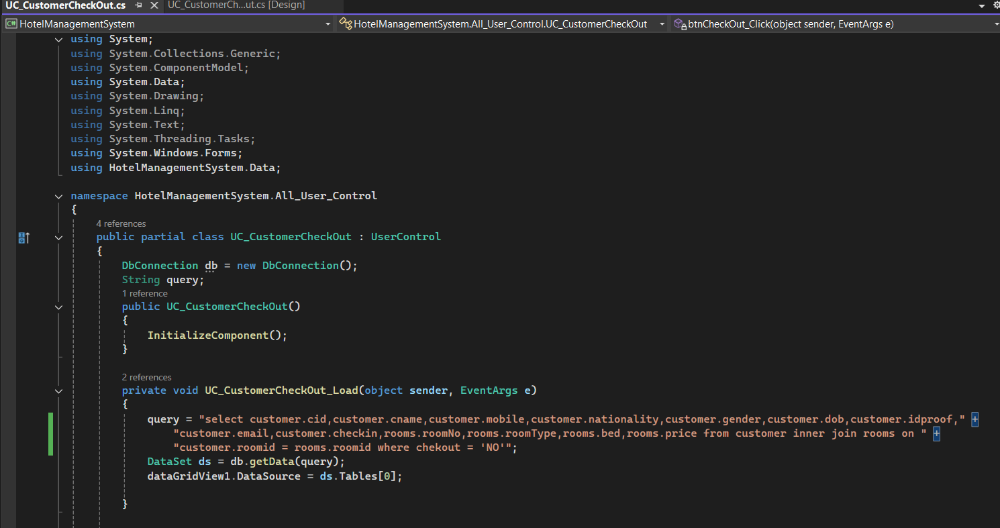 UC_CustomerCheckOut.cs UC_CustomerCh...ut.cs [Design]
C# HotelManagementSystem HotelManagementSystem.All_User_Control.UC_CustomerCheckOut btnCheckOut_Click(object sender, EventArgs e)
using System;
using System.Collections.Generic;
using System.ComponentModel;
using System.Data;
using System.Drawing;
using System.Linq;
using System.Text;
using System.Threading.Tasks;
using System.Windows.Forms;
using HotelManagementSystem.Data;
namespace HotelManagementSystem.All_User_Control
{
4 references
public partial class UC_CustomerCheckOut : UserControl
{
DbConnection db = new DbConnection();
String query;
1 reference
public UC_CustomerCheckOut()
{
InitializeComponent();
}
2 references
private void UC_CustomerCheckOut_Load(object sender, EventArgs e)
{
query = "select customer.cid,customer.cname,customer.mobile,customer.nationality,customer.gender,customer.dob,customer.idproof," +
"customer.email,customer.checkin,rooms.roomNo,rooms.roomType,rooms.bed,rooms.price from customer inner join rooms on " +
"customer.roomid = rooms.roomid where chekout = 'NO'";
DataSet ds = db.getData(query);
dataGridView1.DataSource = ds.Tables[0];
}